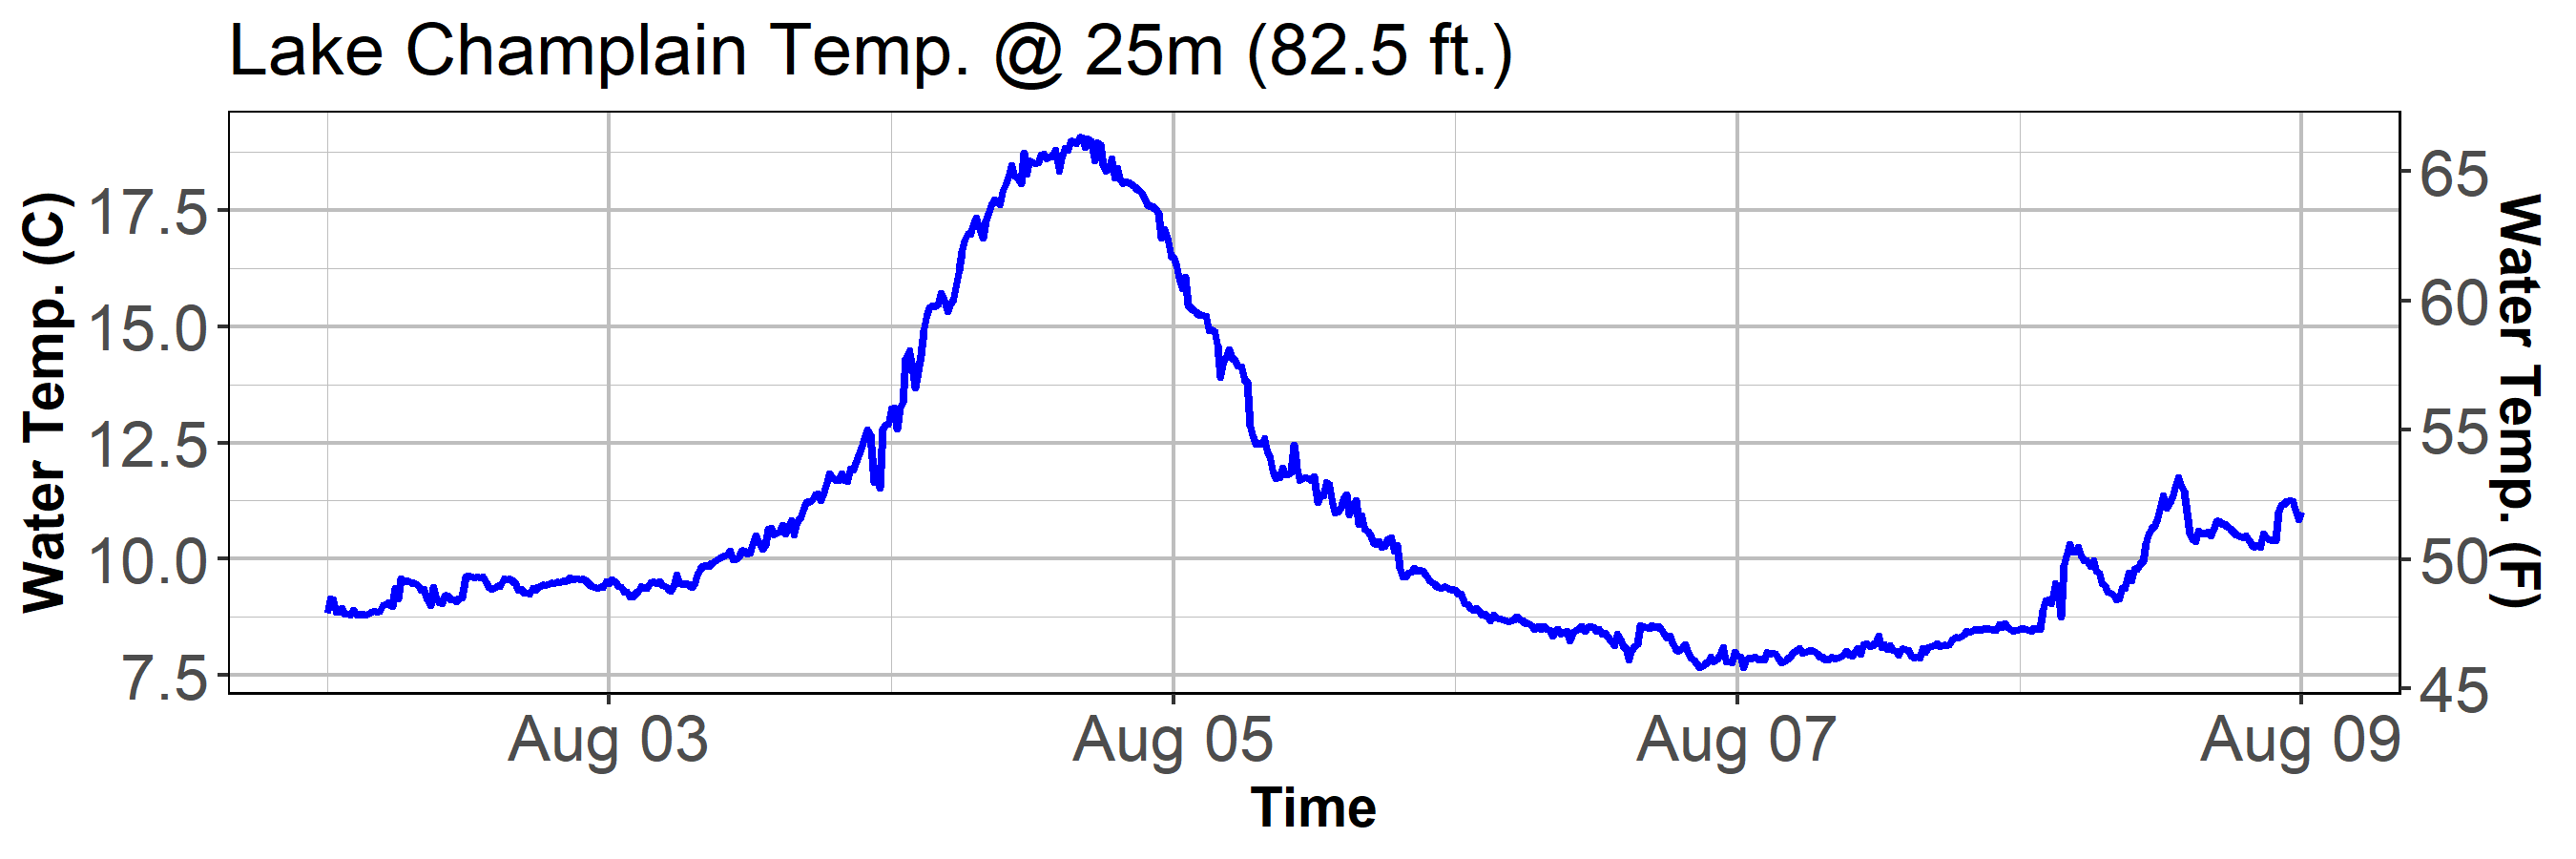 Lake Champlain Temp. @ 25m (82.5 ft.)
Water Temp. (C)
17.5
15.0
12.5
10.0
7.5
65
60
55
50
45
Water Temp. (F)
Aug 03 Aug 05 Aug 07 Aug 09
Time